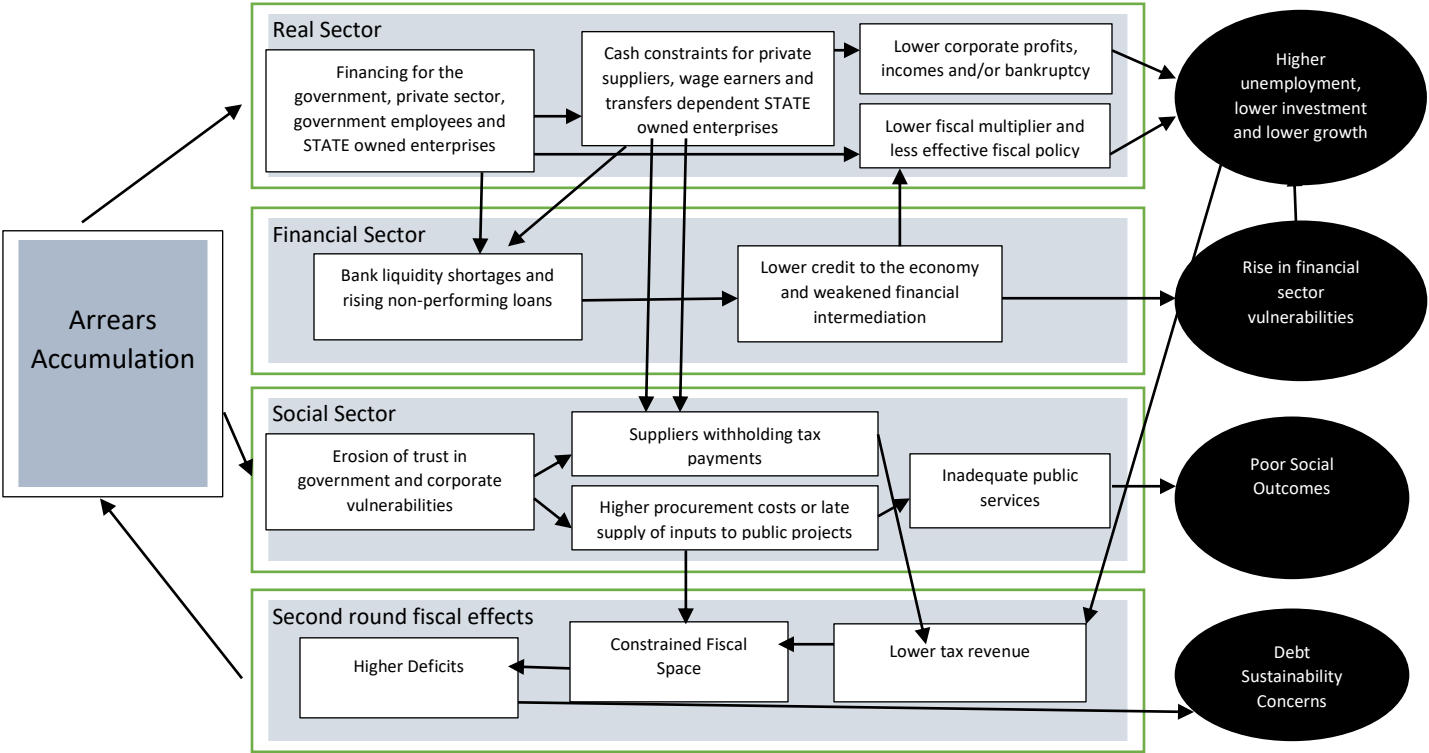 Real Sector
Financing for the
government, private sector,
government employees and
STATE owned enterprises
Cash constraints for private
suppliers, wage earners and
transfers dependent STATE
owned enterprises
Lower corporate profits,
incomes and/or bankruptcy
Lower fiscal multiplier and
less effective fiscal policy
Higher
unemployment,
lower investment
and lower growth
Arrears
Accumulation
Financial Sector
Bank liquidity shortages and
rising non-performing loans
Lower credit to the economy
and weakened financial
intermediation
Rise in financial
sector
vulnerabilities
Social Sector
Erosion of trust in
government and corporate
vulnerabilities
Suppliers withholding tax
payments
Higher procurement costs or late
supply of inputs to public projects
Inadequate public
services
Poor Social
Outcomes
Second round fiscal effects
Higher Deficits
Constrained Fiscal
Space
Lower tax revenue
Debt
Sustainability
Concerns